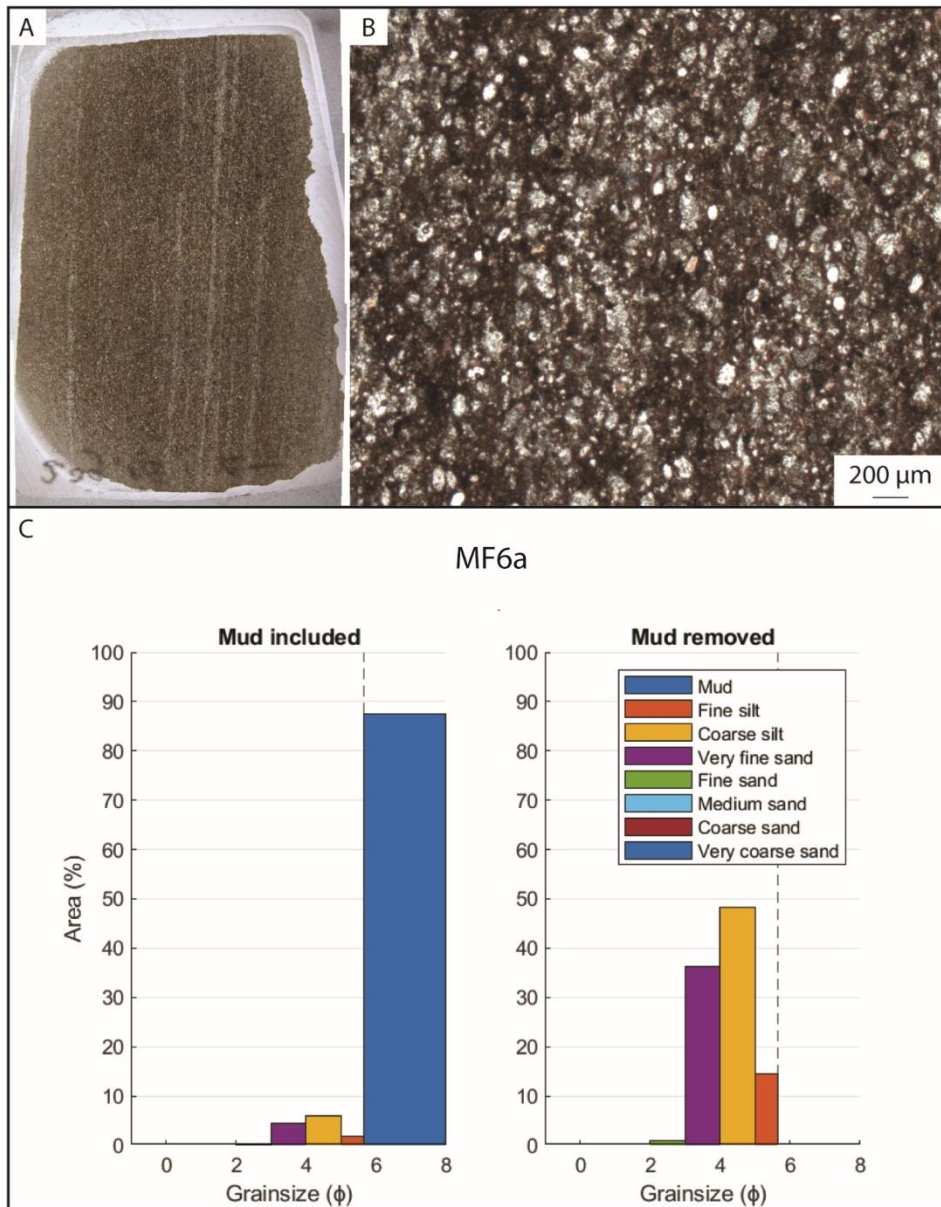 A
B
200 µm
C
MF6a
Mud included
Mud removed
100
90
80
70
60
50
40
30
20
10
0
Area (%)
0 2 4 6 8
Grainsize (ϕ)
100
90
80
70
60
50
40
30
20
10
0
0 2 4 6 8
Grainsize (ϕ)
Mud
Fine silt
Coarse silt
Very fine sand
Fine sand
Medium sand
Coarse sand
Very coarse sand